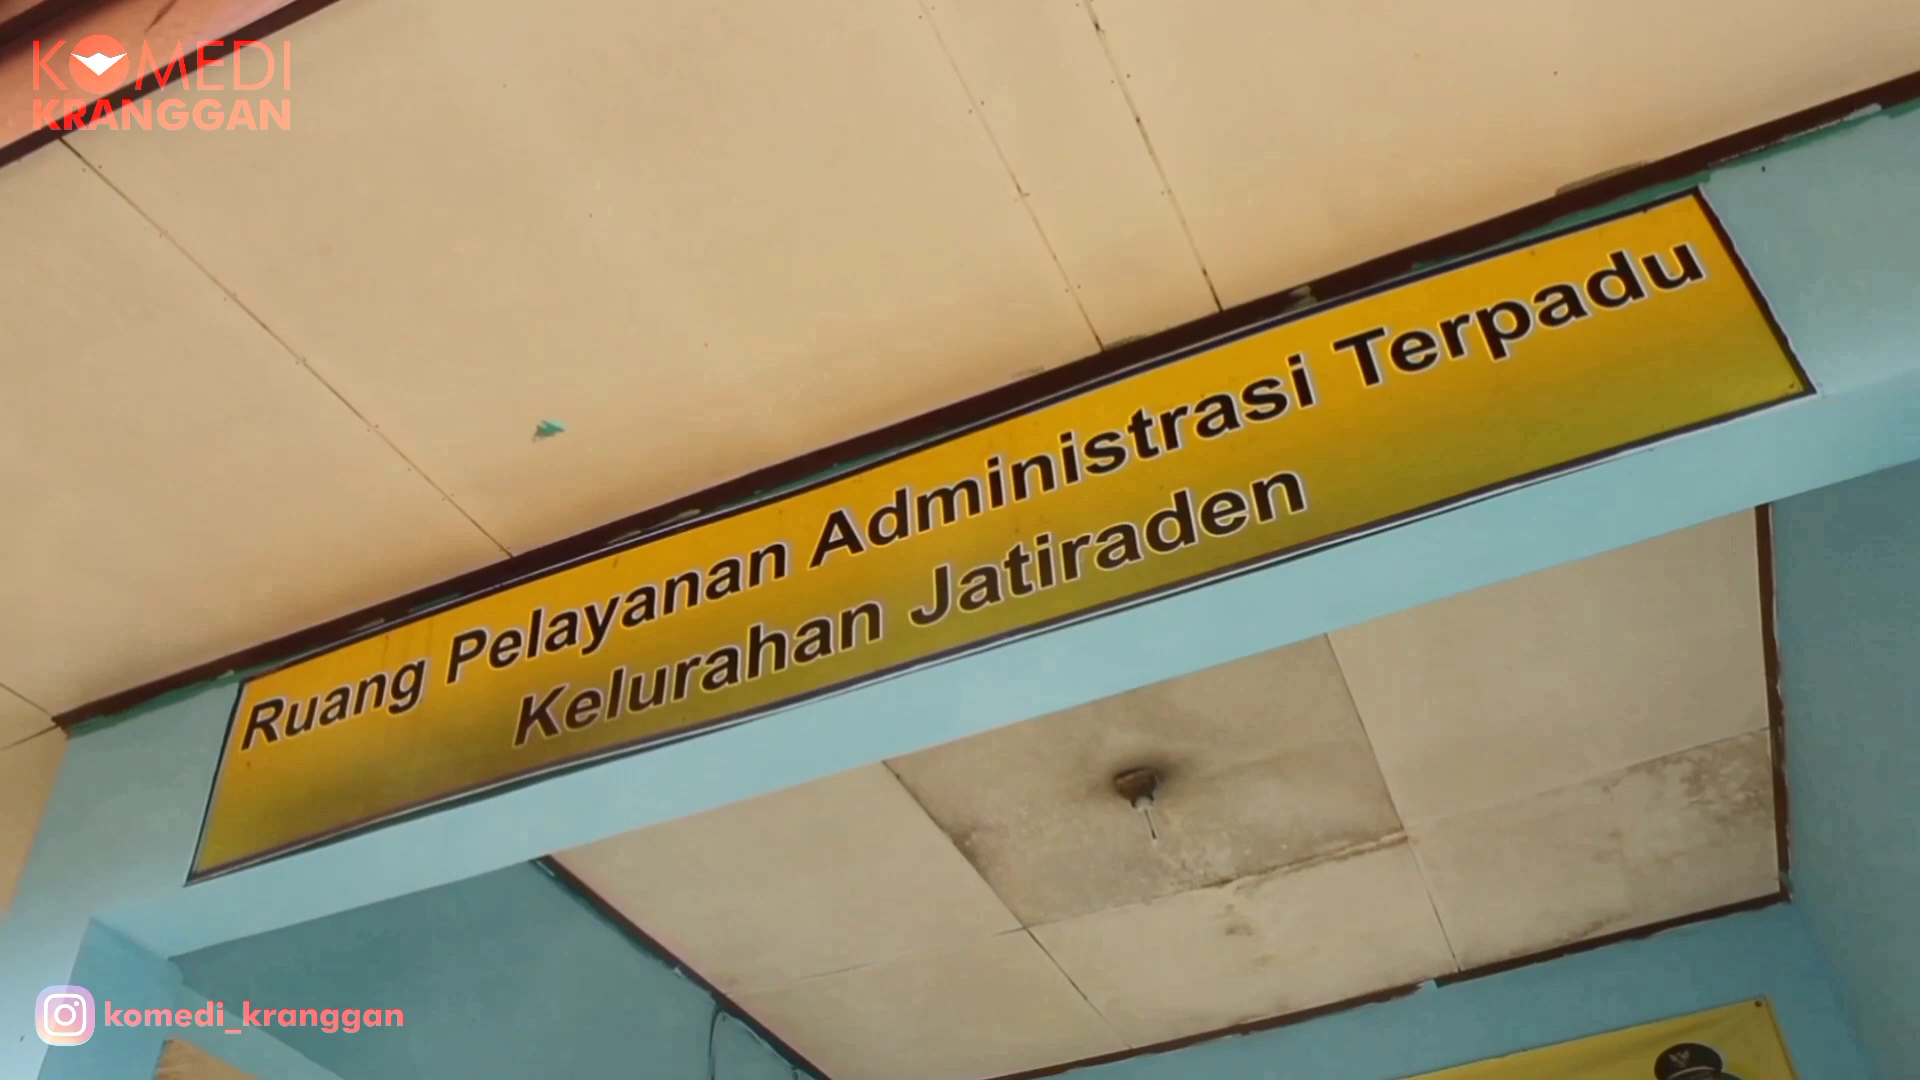 KOMEDI
KRANGGAN
Ruang Pelayanan Administrasi Terpadu
Kelurahan Jatiraden
komedi_kranggan